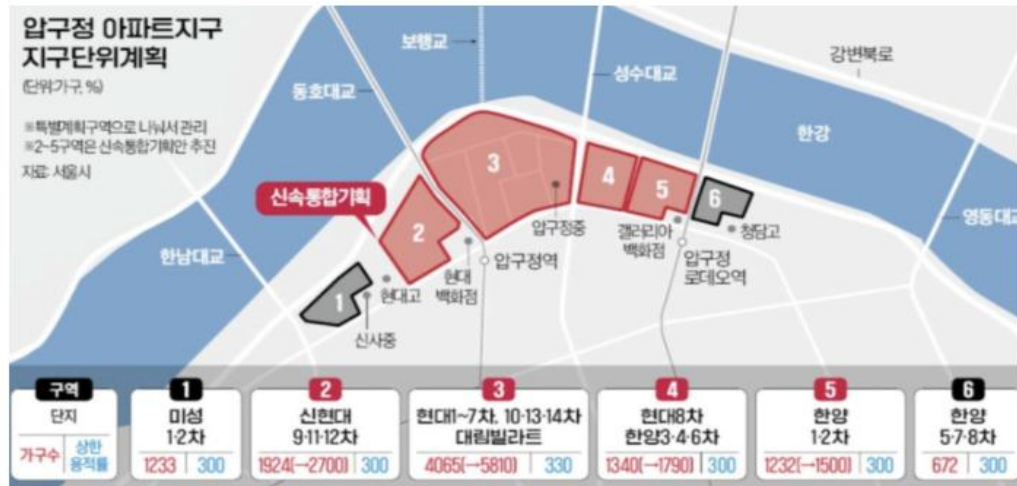 압구정 아파트지구
지구단위계획
(단위:가구, %)
※특별계획구역으로 나눠서 관리
※2~5구역은 신속통합기획안 추진
자료: 서울시
보행교
동호대교
성수대교
강변북로
한강
영동대교
한남대교
신속통합기획
1
2
3
4
5
6
압구정중
갤러리아
백화점
청담고
압구정
로데오역
압구정역
현대
백화점
현대고
신사중
구역
단지
가구수
상한
용적률
1
미성
1·2차
1233
300
2
신현대
9·11·12차
1924(→2700)
300
3
현대1~7차, 10·13·14차
대림빌라트
4065(→5810)
330
4
현대8차
한양3·4·6차
1340(→1790)
300
5
한양
1·2차
1232(→1500)
300
6
한양
5·7·8차
672
300